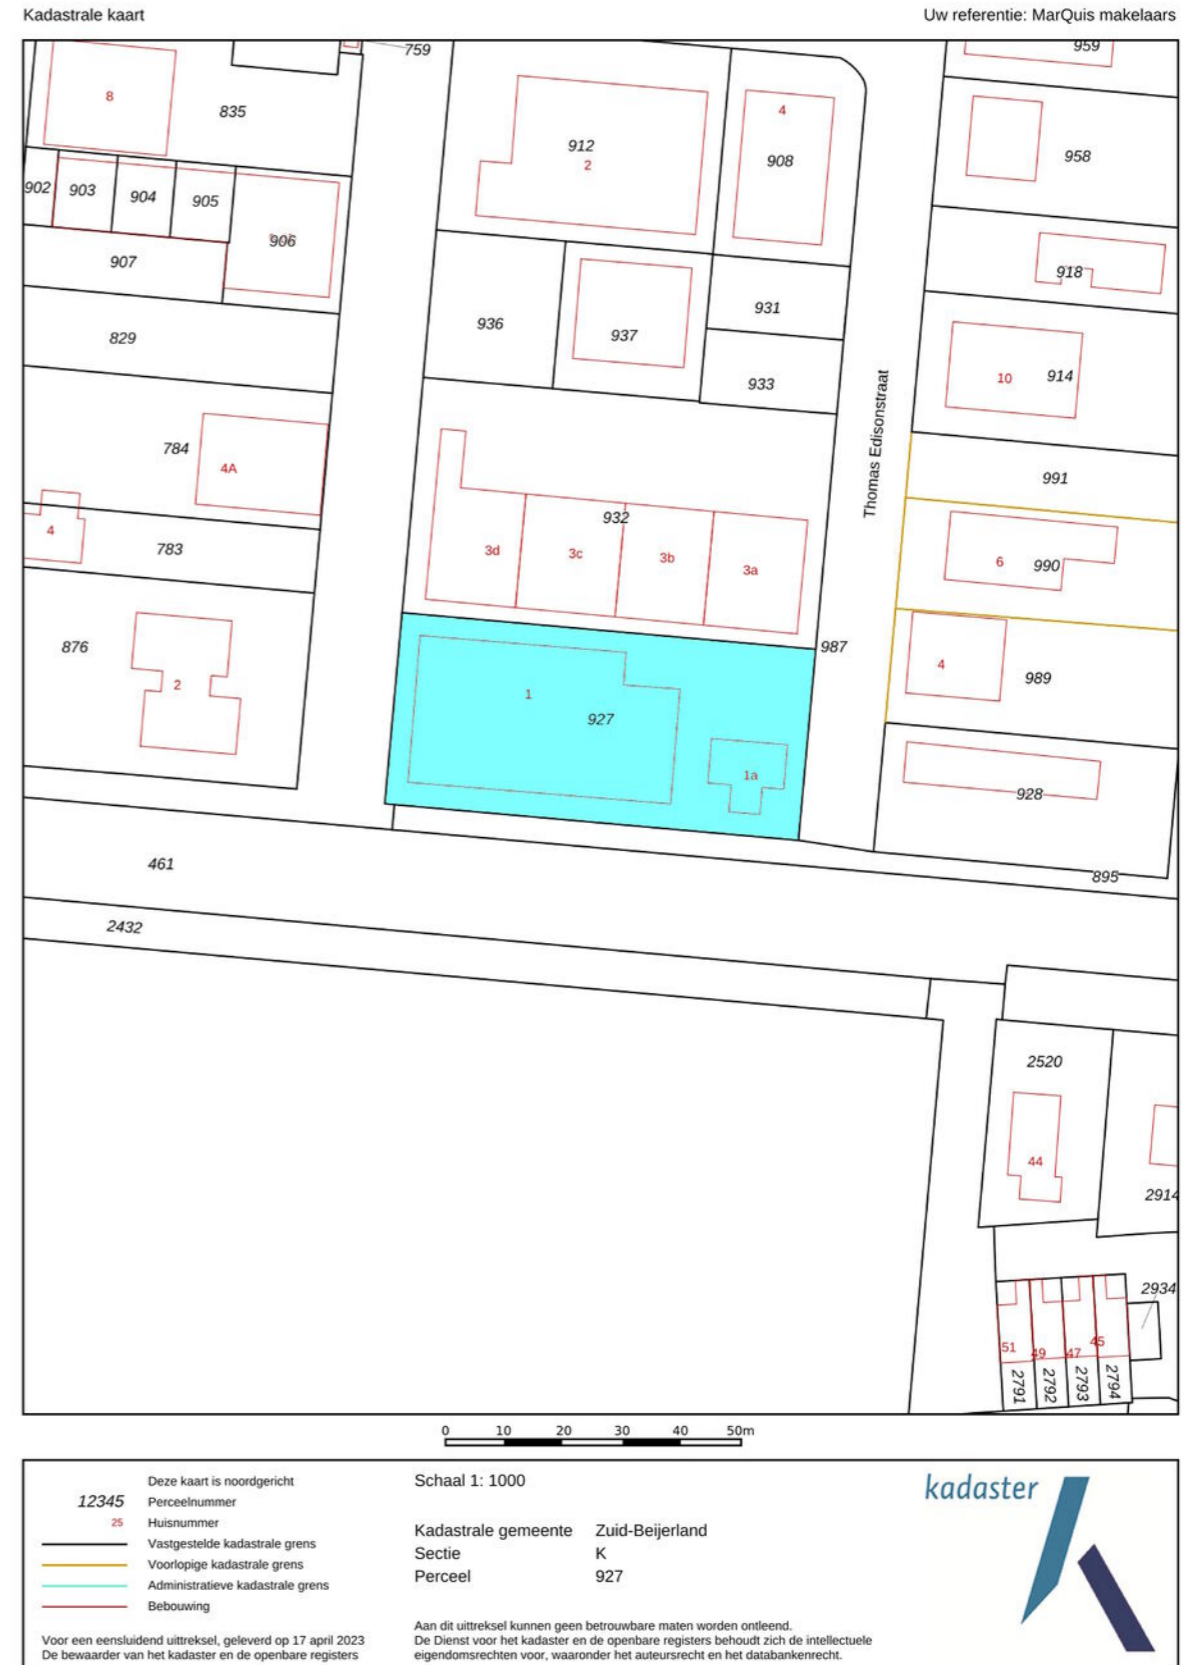 Kadastrale kaart
Uw referentie: MarQuis makelaars
759
959
8
835
912
2
4
908
958
902
903
904
905
906
907
918
936
937
931
829
933
10
914
784
4A
Thomas Edisonstraat
991
4
783
932
3d
3c
3b
3a
6
990
876
2
987
4
989
1
927
1a
928
461
895
2432
2520
44
2914
2934
51
49
47
45
2791
2792
2793
2794
0 10 20 30 40 50m
Deze kaart is noordgericht
12345 Perceelnummer
25 Huisnummer
Vastgestelde kadastrale grens
Voorlopige kadastrale grens
Administratieve kadastrale grens
Bebouwing
Voor een eensluidend uittreksel, geleverd op 17 april 2023
De bewaarder van het kadaster en de openbare registers
Schaal 1: 1000
Kadastrale gemeente Zuid-Beijerland
Sectie K
Perceel 927
Aan dit uittreksel kunnen geen betrouwbare maten worden ontleend.
De Dienst voor het kadaster en de openbare registers behoudt zich de intellectuele
eigendomsrechten voor, waaronder het auteursrecht en het databankenrecht.
kadaster